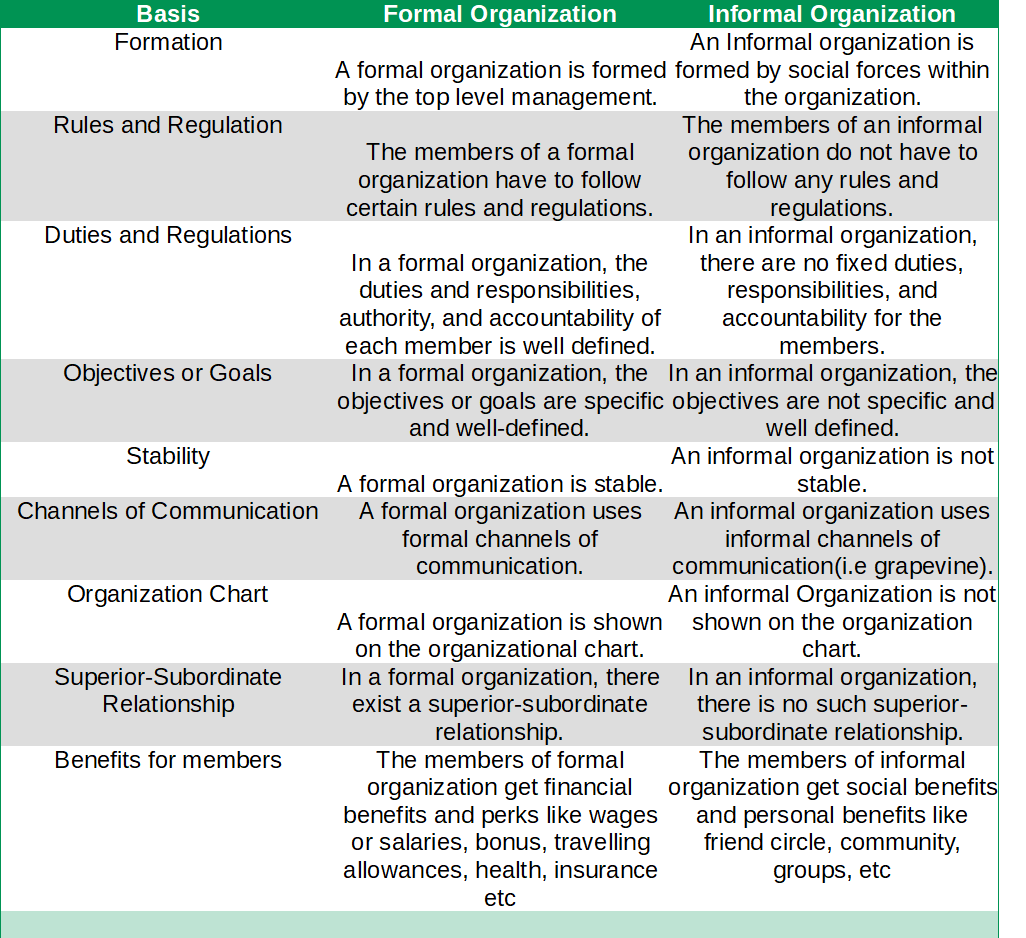 Basis
Formal Organization
Informal Organization
Formation
A formal organization is formed
by the top level management.
An Informal organization is
formed by social forces within
the organization.
Rules and Regulation
The members of a formal
organization have to follow
certain rules and regulations.
The members of an informal
organization do not have to
follow any rules and
regulations.
Duties and Regulations
In a formal organization, the
duties and responsibilities,
authority, and accountability of
each member is well defined.
In an informal organization,
there are no fixed duties,
responsibilities, and
accountability for the
members.
Objectives or Goals
In a formal organization, the
objectives or goals are specific
and well-defined.
In an informal organization, the
objectives are not specific and
well defined.
Stability
A formal organization is stable.
An informal organization is not
stable.
Channels of Communication
A formal organization uses
formal channels of
communication.
An informal organization uses
informal channels of
communication(i.e grapevine).
Organization Chart
A formal organization is shown
on the organizational chart.
An informal Organization is not
shown on the organization
chart.
Superior-Subordinate
Relationship
In a formal organization, there
exist a superior-subordinate
relationship.
In an informal organization,
there is no such superior-
subordinate relationship.
Benefits for members
The members of formal
organization get financial
benefits and perks like wages
or salaries, bonus, travelling
allowances, health, insurance
etc
The members of informal
organization get social benefits
and personal benefits like
friend circle, community,
groups, etc